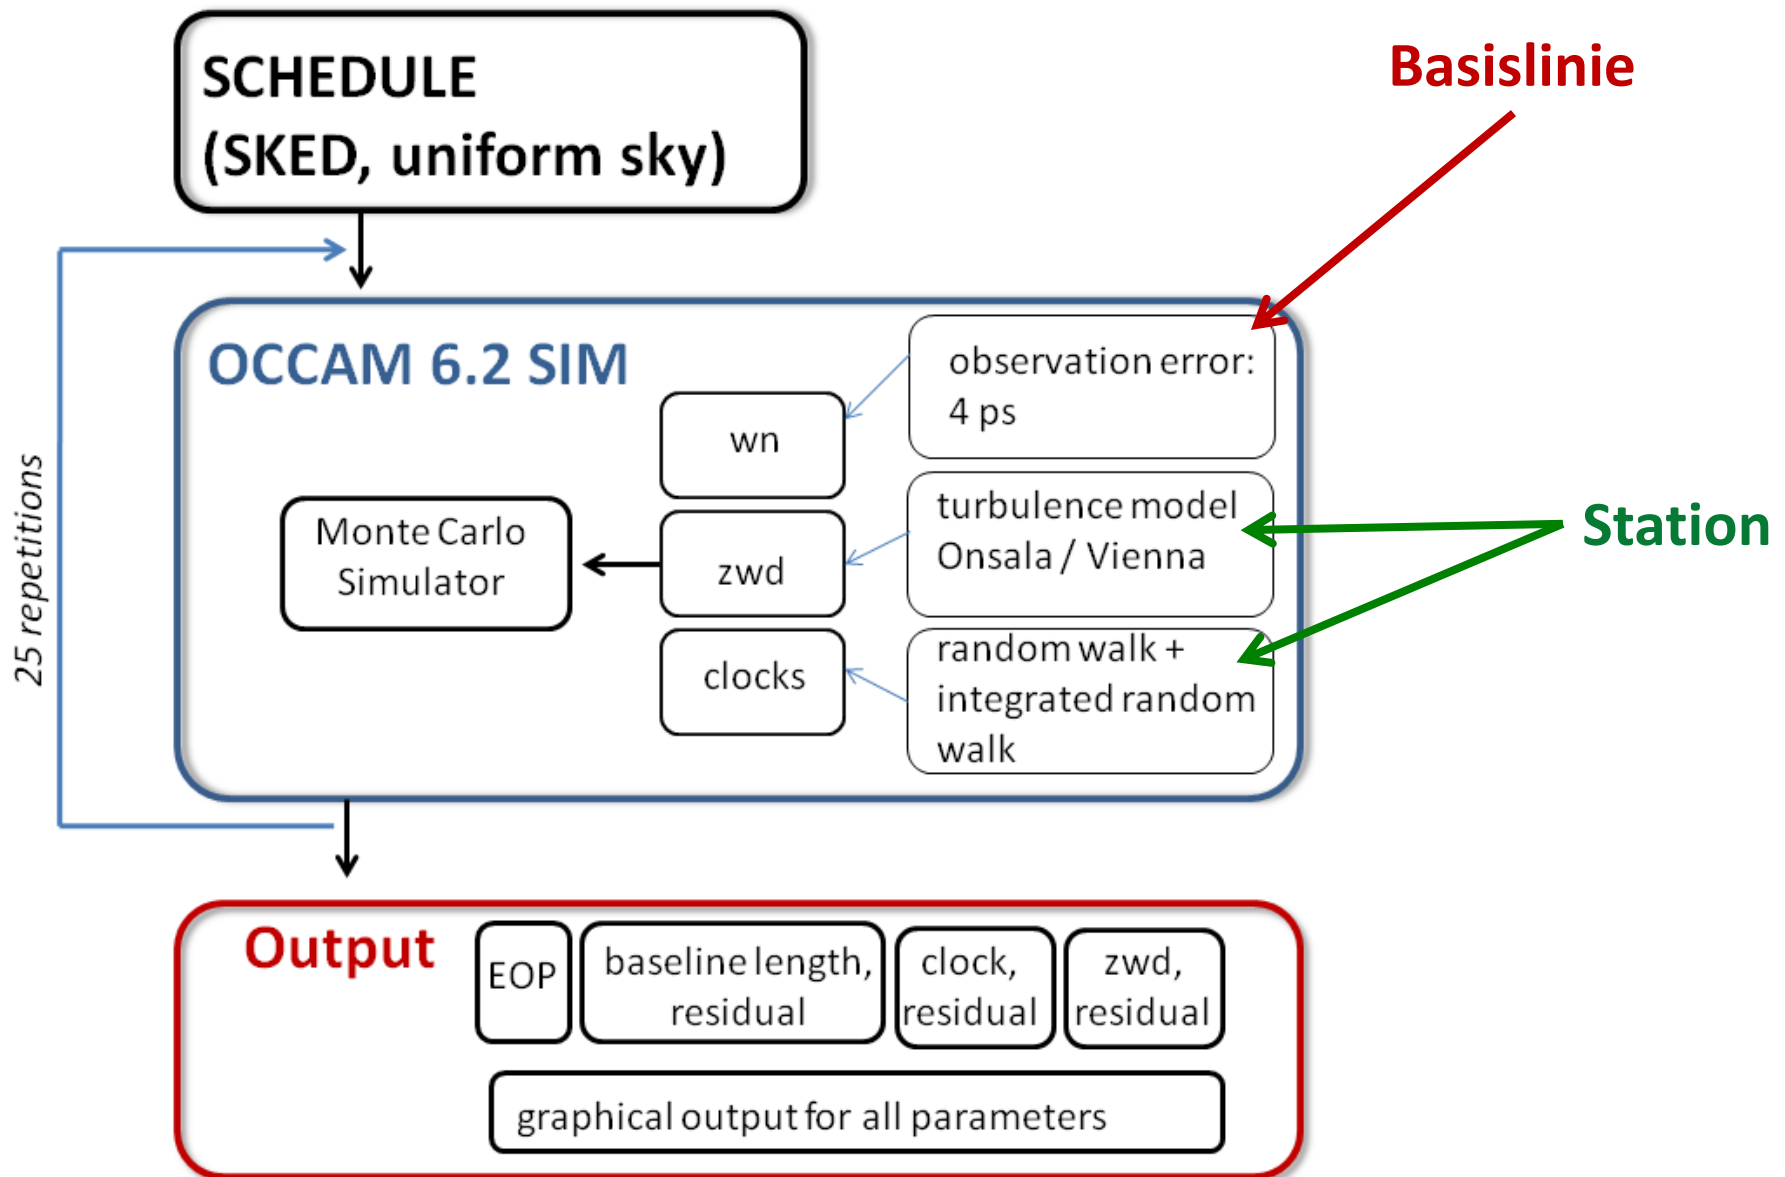 SCHEDULE
(SKED, uniform sky)
Basislinie
OCCAM 6.2 SIM
observation error:
4 ps
wn
turbulence model
Onsala / Vienna
Station
Monte Carlo
Simulator
zwd
random walk +
integrated random
walk
clocks
25 repetitions
Output
EOP
baseline length,
residual
clock,
residual
zwd,
residual
graphical output for all parameters